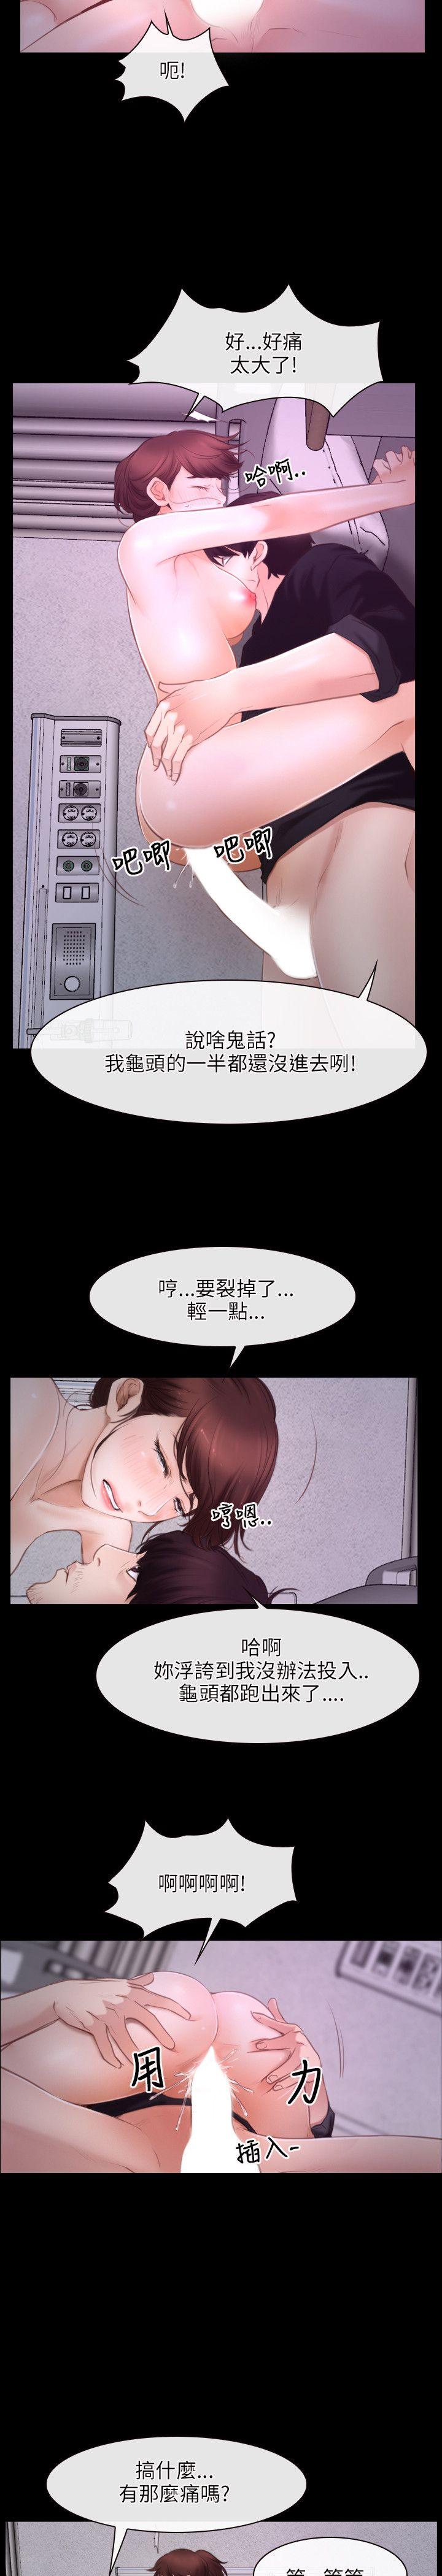 呃!
好...好痛
太大了!
哈啊..
吧唧
吧唧
說啥鬼話?
我龜頭的一半都還沒進去咧!
哼...要裂掉了...
輕一點...
哼嗯..
哈啊
妳浮誇到我沒辦法投入..
龜頭都跑出來了....
啊啊啊啊!
用
力
插入-
搞什麼...
有那麼痛嗎?